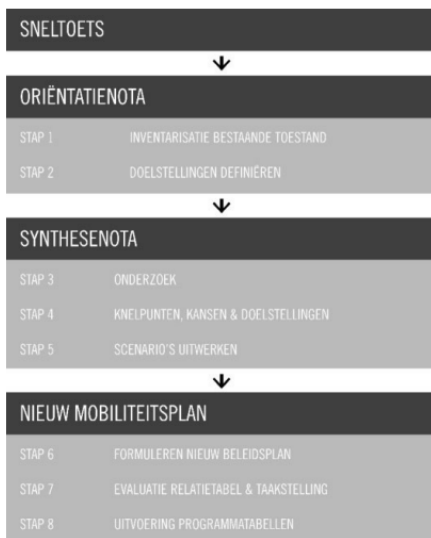 SNELTOETS
ORIËNTATIENOTA
STAP 1 INVENTARISATIE BESTAANDE TOESTAND
STAP 2 DOELSTELLINGEN DEFINIËREN
SYNTHESENOTA
STAP 3 ONDERZOEK
STAP 4 KNELPUNTEN, KANSEN & DOELSTELLINGEN
STAP 5 SCENARIO'S UITWERKEN
NIEUW MOBILITEITSPLAN
STAP 6 FORMULEREN NIEUW BELEIDSPLAN
STAP 7 EVALUATIE RELATIETABEL & TAAKSTELLING
STAP 8 UITVOERING PROGRAMMATABELLEN